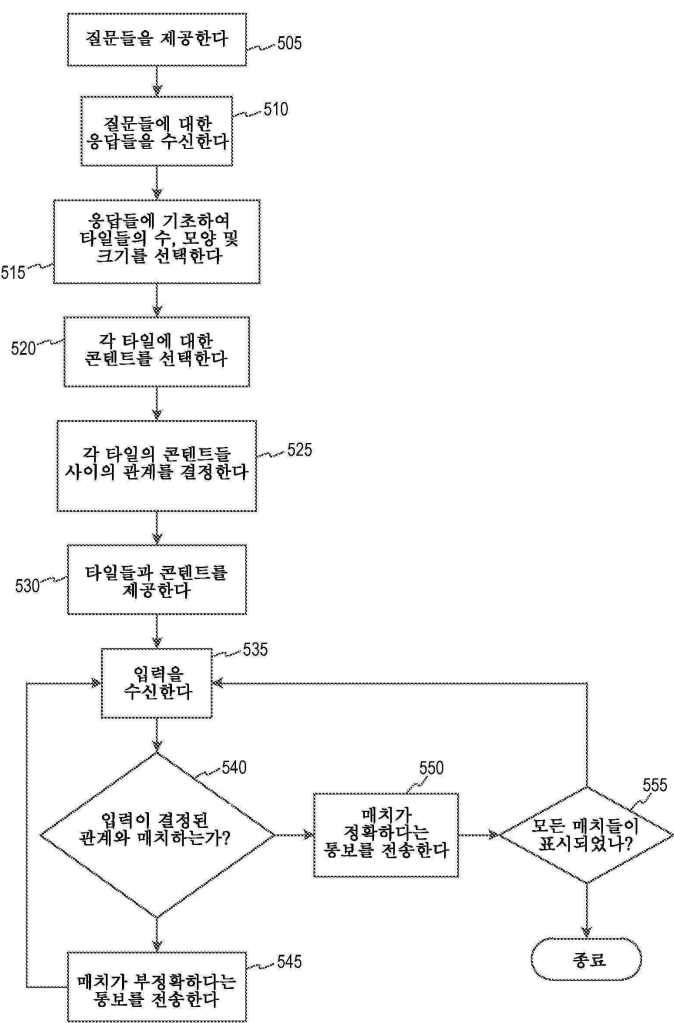 질문들을 제공한다
505
질문들에 대한
응답들을 수신한다
510
응답들에 기초하여
타일들의 수, 모양 및
크기를 선택한다
515
각 타일에 대한
콘텐트를 선택한다
520
각 타일의 콘텐트들
사이의 관계를 결정한다
525
타일들과 콘텐트를
제공한다
530
입력을
수신한다
535
입력이 결정된
관계와 매치하는가?
540
매치가
정확하다는
통보를 전송한다
550
모든 매치들이
표시되었나?
555
매치가 부정확하다는
통보를 전송한다
545
종료